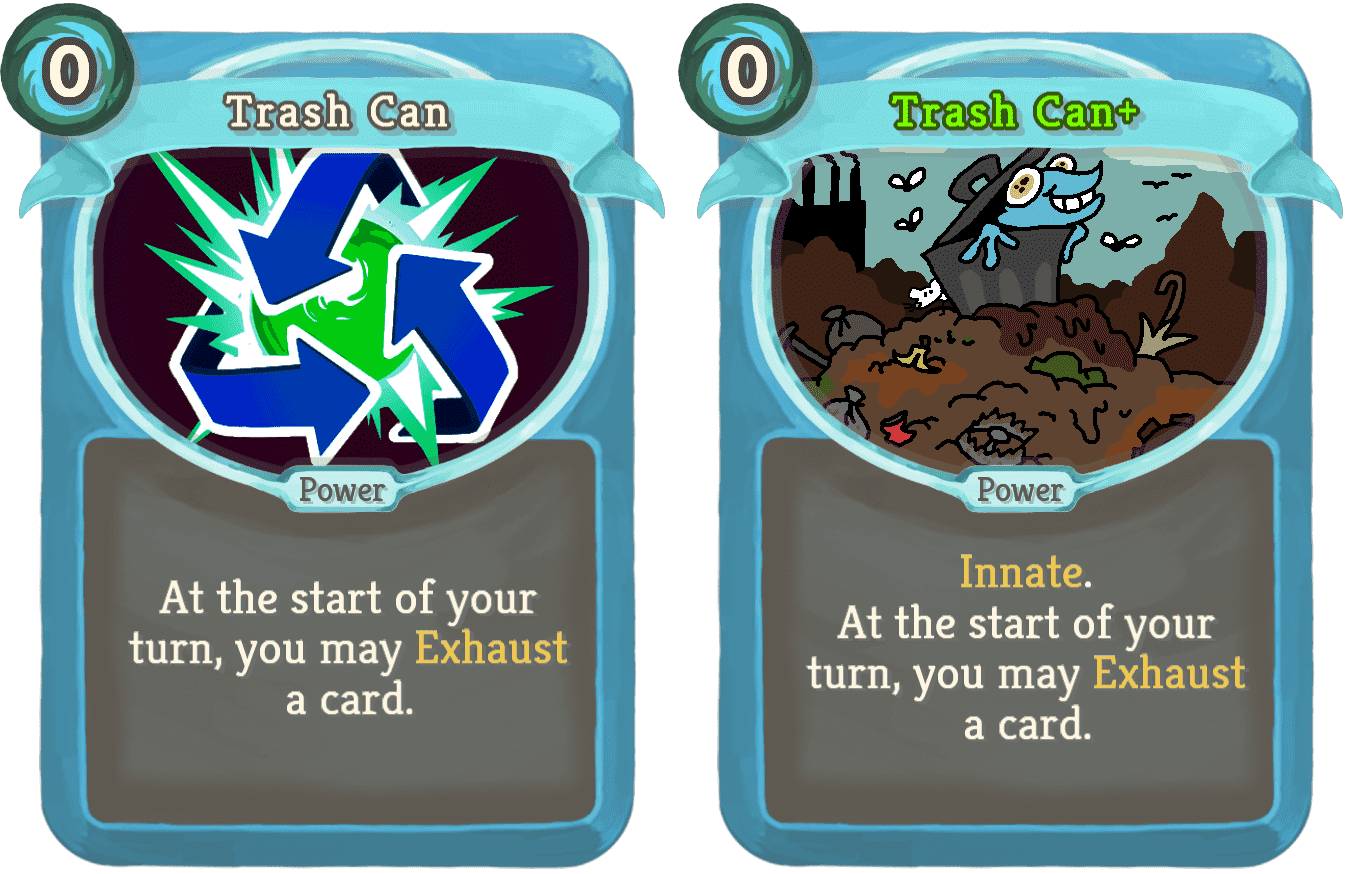 0
Trash Can
Power
At the start of your
turn, you may Exhaust
a card.
0
Trash Can+
Power
Innate.
At the start of your
turn, you may Exhaust
a card.